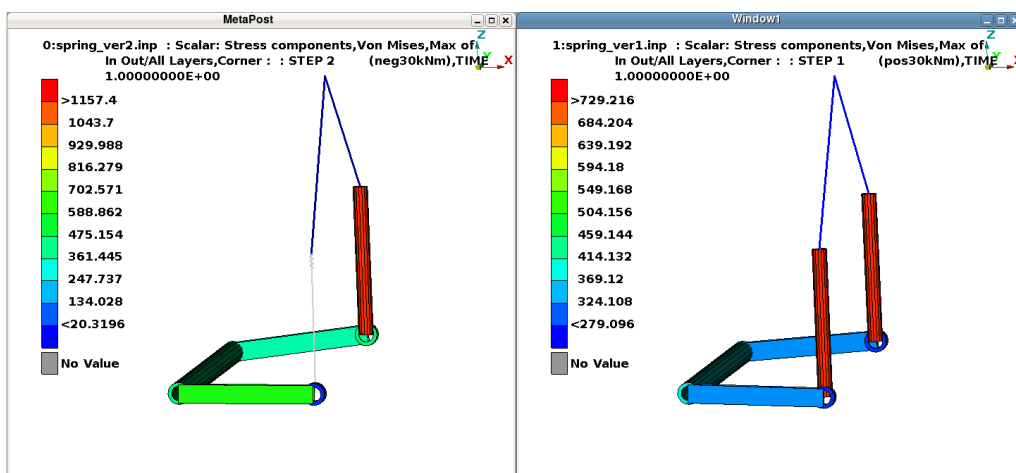 MetaPost
0:spring_ver2.inp : Scalar: Stress components,Von Mises,Max of
In Out/All Layers,Corner : : STEP 2 (neg30kNm),TIME
1.00000000E+00
Z
Y
X
>1157.4
1043.7
929.988
816.279
702.571
588.862
475.154
361.445
247.737
134.028
<20.3196
No Value
Window1
1:spring_ver1.inp : Scalar: Stress components,Von Mises,Max of
In Out/All Layers,Corner : : STEP 1 (pos30kNm),TIME
1.00000000E+00
Z
Y
X
>729.216
684.204
639.192
594.18
549.168
504.156
459.144
414.132
369.12
324.108
<279.096
No Value